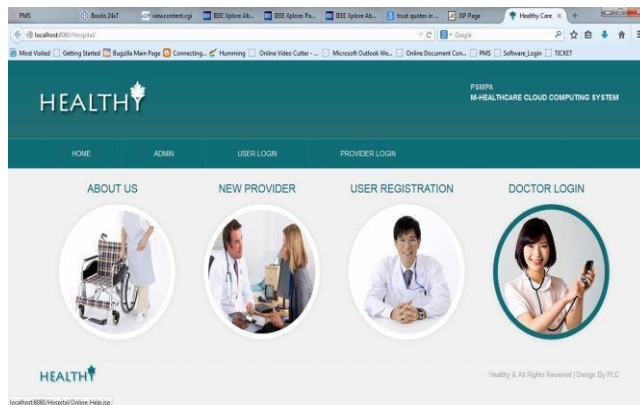 PMS Books 24x7 viewcontent.cgi IEEE Xplore Ab... IEEE Xplore: Pa... IEEE Xplore Ab... trust quotes in ... JSP Page Healthy Care
localhost:8080/Hospital/ Google
Most Visited Getting Started Bugzilla Main Page Connecting... Humming Online Video Cutter - ... Microsoft Outlook We... Online Document Con... PMS Software_Login TICKET
HEALTHY
PSMPA
M-HEALTHCARE CLOUD COMPUTING SYSTEM
HOME ADMIN USER LOGIN PROVIDER LOGIN
ABOUT US NEW PROVIDER USER REGISTRATION DOCTOR LOGIN
HEALTHY
Healthy & All Rights Reserved | Design By PLC
localhost:8080/Hospital/Online_Help.jsp